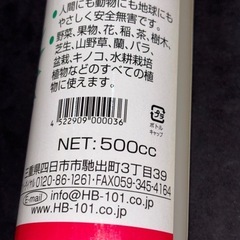 ●人間にも動物にも地球にも
やさしく安全無害です。
野菜、果物、花、稲、茶、樹木、
芝生、山野草、蘭、バラ、
盆栽、キノコ、水耕栽培
植物などのすべての植
物に使えます。
4 522909 000036
ボトル
キャップ
NET:500cc
三重県四日市市馳出町3丁目39
0120-86-1261・FAX059-345-4164
E-mail info@HB-101.co.jp
www.HB-101.co.jp